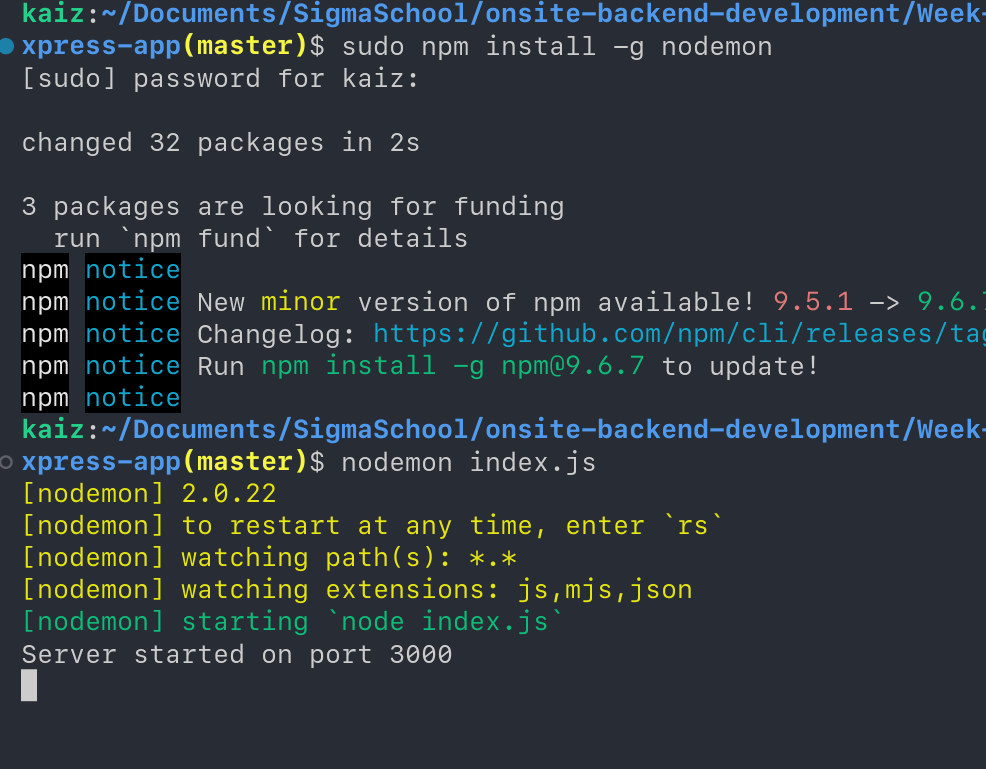 kaiz:~/Documents/SigmaSchool/onsite-backend-development/Week-
xpress-app(master)$ sudo npm install -g nodemon
[sudo] password for kaiz:
changed 32 packages in 2s
3 packages are looking for funding
  run `npm fund` for details
npm notice
npm notice New minor version of npm available! 9.5.1 -> 9.6.7
npm notice Changelog: https://github.com/npm/cli/releases/tag
npm notice Run npm install -g npm@9.6.7 to update!
npm notice
kaiz:~/Documents/SigmaSchool/onsite-backend-development/Week-
xpress-app(master)$ nodemon index.js
[nodemon] 2.0.22
[nodemon] to restart at any time, enter `rs`
[nodemon] watching path(s): *.*
[nodemon] watching extensions: js,mjs,json
[nodemon] starting `node index.js`
Server started on port 3000